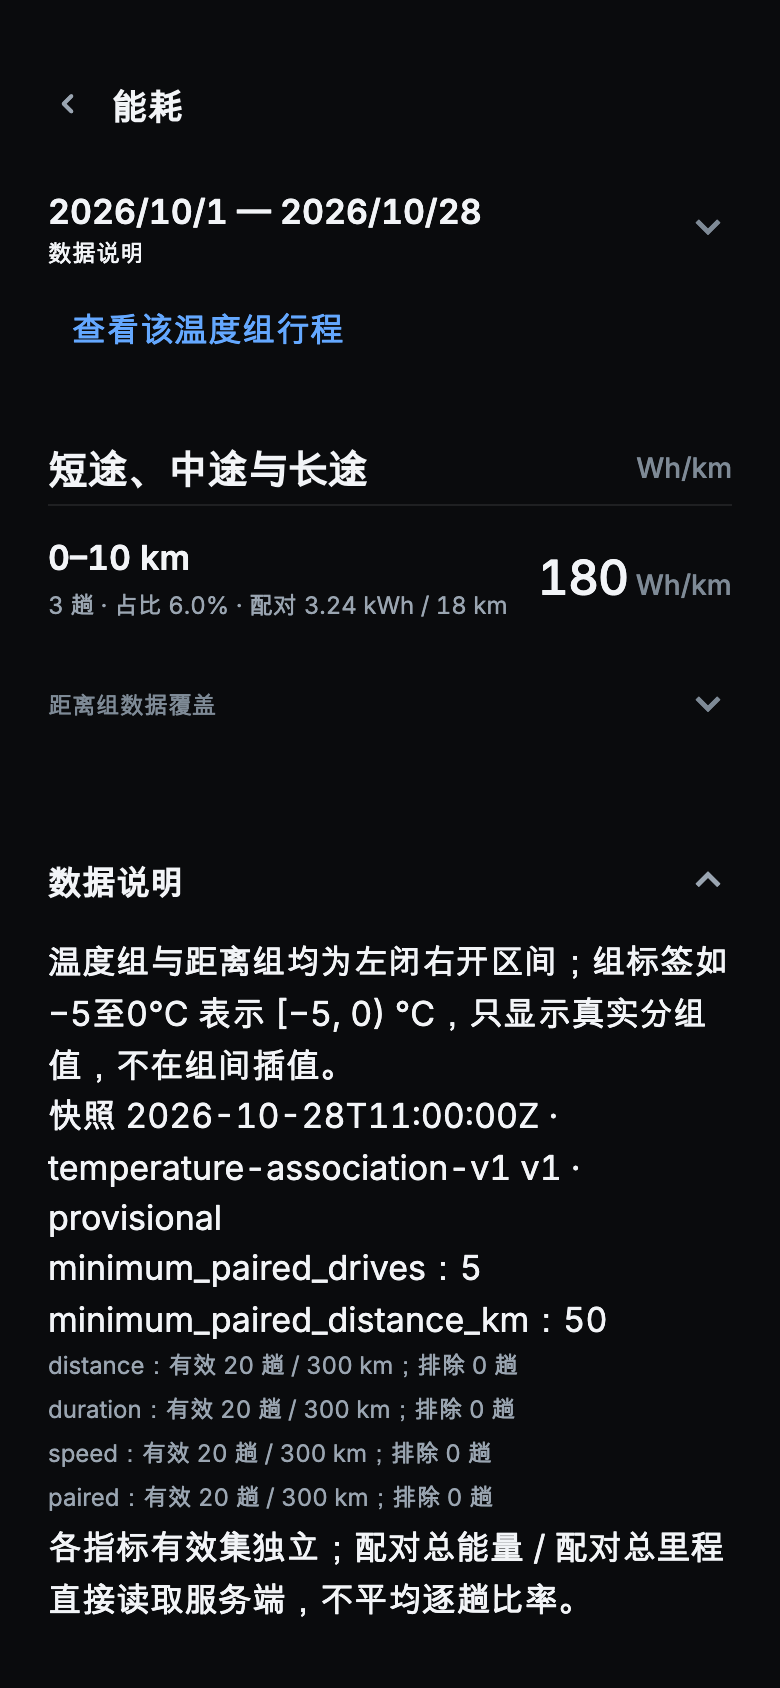 能耗
2026/10/1 — 2026/10/28
数据说明
查看该温度组行程
短途、中途与长途 Wh/km
0–10 km
180 Wh/km
3 趟 · 占比 6.0% · 配对 3.24 kWh / 18 km
距离组数据覆盖
数据说明
温度组与距离组均为左闭右开区间；组标签如
−5至0°C 表示 [−5, 0) °C，只显示真实分组
值，不在组间插值。
快照 2026-10-28T11:00:00Z ·
temperature-association-v1 v1 ·
provisional
minimum_paired_drives：5
minimum_paired_distance_km：50
distance：有效 20 趟 / 300 km；排除 0 趟
duration：有效 20 趟 / 300 km；排除 0 趟
speed：有效 20 趟 / 300 km；排除 0 趟
paired：有效 20 趟 / 300 km；排除 0 趟
各指标有效集独立；配对总能量 / 配对总里程
直接读取服务端，不平均逐趟比率。